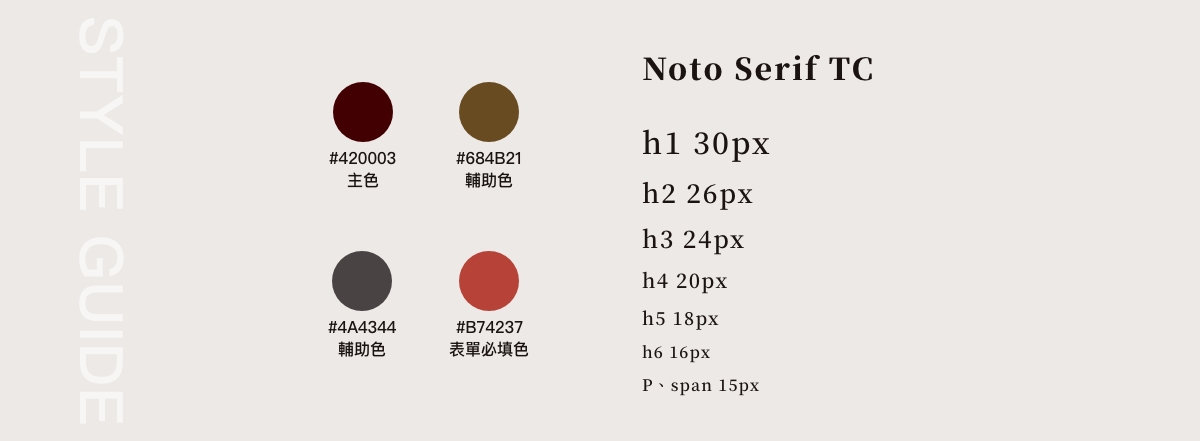 STYLE GUIDE
#420003
主色
#684B21
輔助色
#4A4344
輔助色
#B74237
表單必填色
Noto Serif TC
h1 30px
h2 26px
h3 24px
h4 20px
h5 18px
h6 16px
P、span 15px